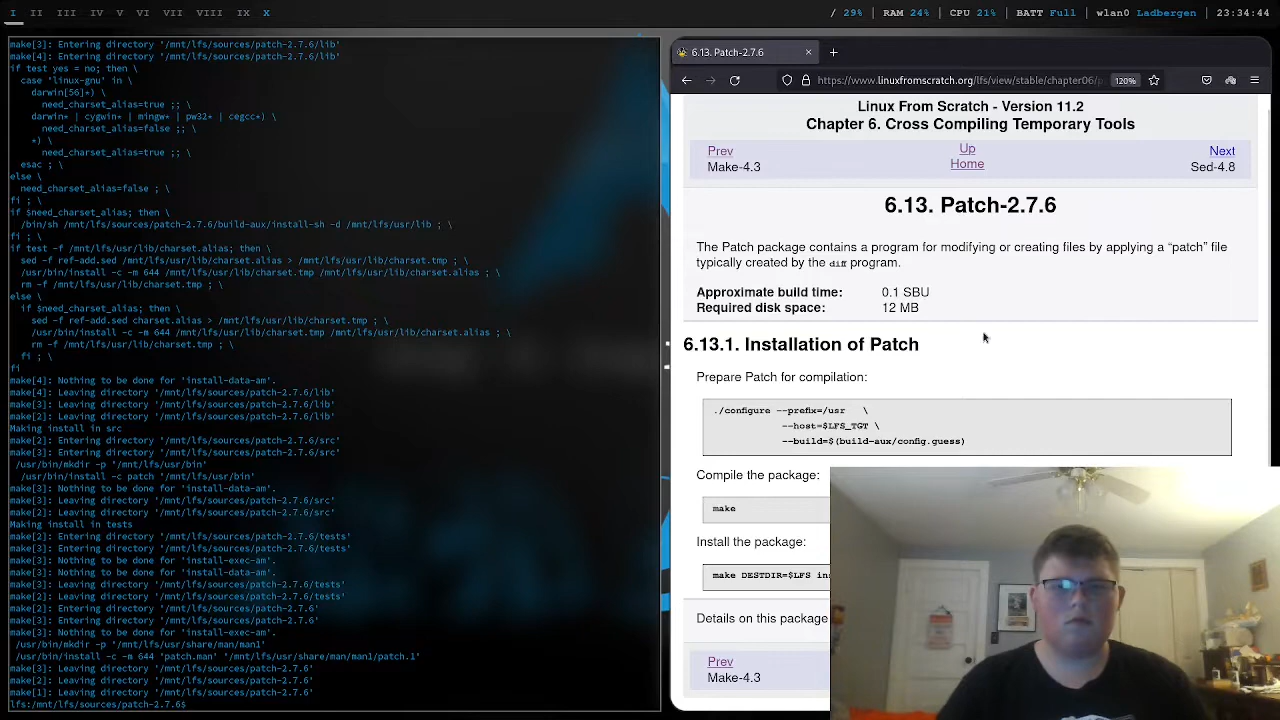 I II III IV V VI VII VIII IX X
/ 29% | RAM 24% | CPU 21% | BATT Full | wlan0 Ladbergen | 23:34:44
make[3]: Entering directory '/mnt/lfs/sources/patch-2.7.6/lib'
make[4]: Entering directory '/mnt/lfs/sources/patch-2.7.6/lib'
if test yes = no; then \
case 'linux-gnu' in \
darwin[56]*) \
need_charset_alias=true ;; \
darwin* | cygwin* | mingw* | pw32* | cegcc*) \
need_charset_alias=false ;; \
*) \
need_charset_alias=true ;; \
esac ; \
else \
need_charset_alias=false ; \
fi ; \
if $need_charset_alias; then \
/bin/sh /mnt/lfs/sources/patch-2.7.6/build-aux/install-sh -d /mnt/lfs/usr/lib ; \
fi ; \
if test -f /mnt/lfs/usr/lib/charset.alias; then \
sed -f ref-add.sed /mnt/lfs/usr/lib/charset.alias > /mnt/lfs/usr/lib/charset.tmp ; \
/usr/bin/install -c -m 644 /mnt/lfs/usr/lib/charset.tmp /mnt/lfs/usr/lib/charset.alias ; \
rm -f /mnt/lfs/usr/lib/charset.tmp ; \
else \
if $need_charset_alias; then \
sed -f ref-add.sed charset.alias > /mnt/lfs/usr/lib/charset.tmp ; \
/usr/bin/install -c -m 644 /mnt/lfs/usr/lib/charset.tmp /mnt/lfs/usr/lib/charset.alias ; \
rm -f /mnt/lfs/usr/lib/charset.tmp ; \
fi ; \
fi
make[4]: Nothing to be done for 'install-data-am'.
make[4]: Leaving directory '/mnt/lfs/sources/patch-2.7.6/lib'
make[3]: Leaving directory '/mnt/lfs/sources/patch-2.7.6/lib'
make[2]: Leaving directory '/mnt/lfs/sources/patch-2.7.6/lib'
Making install in src
make[2]: Entering directory '/mnt/lfs/sources/patch-2.7.6/src'
make[3]: Entering directory '/mnt/lfs/sources/patch-2.7.6/src'
/usr/bin/mkdir -p '/mnt/lfs/usr/bin'
/usr/bin/install -c patch '/mnt/lfs/usr/bin'
make[3]: Nothing to be done for 'install-data-am'.
make[3]: Leaving directory '/mnt/lfs/sources/patch-2.7.6/src'
make[2]: Leaving directory '/mnt/lfs/sources/patch-2.7.6/src'
Making install in tests
make[2]: Entering directory '/mnt/lfs/sources/patch-2.7.6/tests'
make[3]: Entering directory '/mnt/lfs/sources/patch-2.7.6/tests'
make[3]: Nothing to be done for 'install-exec-am'.
make[3]: Nothing to be done for 'install-data-am'.
make[3]: Leaving directory '/mnt/lfs/sources/patch-2.7.6/tests'
make[2]: Leaving directory '/mnt/lfs/sources/patch-2.7.6/tests'
make[2]: Entering directory '/mnt/lfs/sources/patch-2.7.6'
make[3]: Entering directory '/mnt/lfs/sources/patch-2.7.6'
make[3]: Nothing to be done for 'install-exec-am'.
/usr/bin/mkdir -p '/mnt/lfs/usr/share/man/man1'
/usr/bin/install -c -m 644 'patch.man' '/mnt/lfs/usr/share/man/man1/patch.1'
make[3]: Leaving directory '/mnt/lfs/sources/patch-2.7.6'
make[2]: Leaving directory '/mnt/lfs/sources/patch-2.7.6'
make[1]: Leaving directory '/mnt/lfs/sources/patch-2.7.6'
lfs:/mnt/lfs/sources/patch-2.7.6$
6.13. Patch-2.7.6
https://www.linuxfromscratch.org/lfs/view/stable/chapter06/p 120%
Linux From Scratch - Version 11.2
Chapter 6. Cross Compiling Temporary Tools
Prev Up Next
Make-4.3 Home Sed-4.8
6.13. Patch-2.7.6
The Patch package contains a program for modifying or creating files by applying a “patch” file
typically created by the diff program.
Approximate build time: 0.1 SBU
Required disk space: 12 MB
6.13.1. Installation of Patch
Prepare Patch for compilation:
./configure --prefix=/usr \
--host=$LFS_TGT \
--build=$(build-aux/config.guess)
Compile the package:
make
Install the package:
make DESTDIR=$LFS ins
Details on this package
Prev
Make-4.3